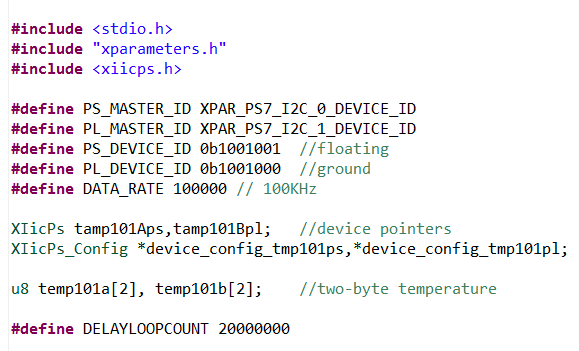 #include <stdio.h>
#include "xparameters.h"
#include <xiicps.h>
#define PS_MASTER_ID XPAR_PS7_I2C_0_DEVICE_ID
#define PL_MASTER_ID XPAR_PS7_I2C_1_DEVICE_ID
#define PS_DEVICE_ID 0b1001001  //floating
#define PL_DEVICE_ID 0b1001000  //ground
#define DATA_RATE 100000 // 100KHz
XIicPs tamp101Aps,tamp101Bpl;   //device pointers
XIicPs_Config *device_config_tmp101ps,*device_config_tmp101pl;
u8 temp101a[2], temp101b[2];    //two-byte temperature
#define DELAYLOOPCOUNT 20000000